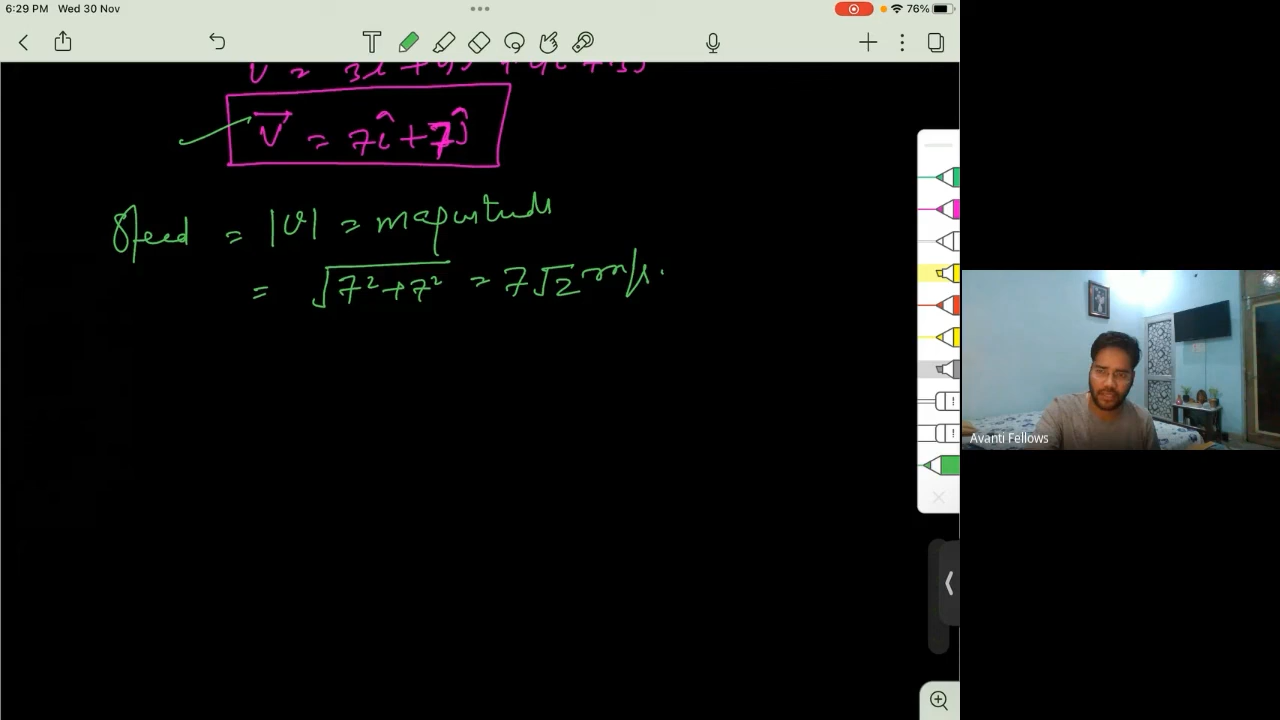 6:29 PM Wed 30 Nov 76%
V⃗ = 7î + 7ĵ
Speed = |v| = magnitude
= √7² + 7² = 7√2 m/s.
Avanti Fellows